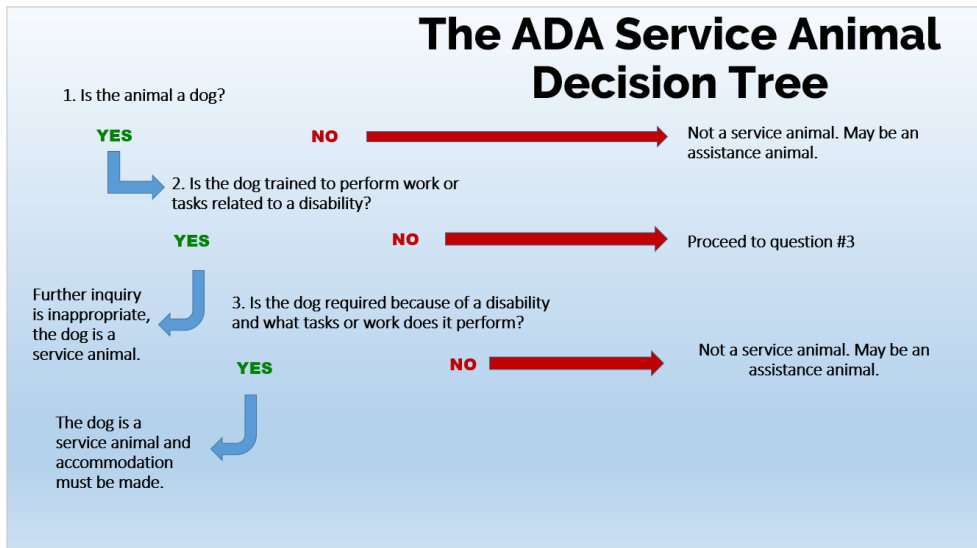 The ADA Service Animal
Decision Tree
1. Is the animal a dog?
YES
NO
Not a service animal. May be an
assistance animal.
2. Is the dog trained to perform work or
tasks related to a disability?
YES
NO
Proceed to question #3
Further inquiry
is inappropriate,
the dog is a
service animal.
3. Is the dog required because of a disability
and what tasks or work does it perform?
YES
NO
Not a service animal. May be an
assistance animal.
The dog is a
service animal and
accommodation
must be made.